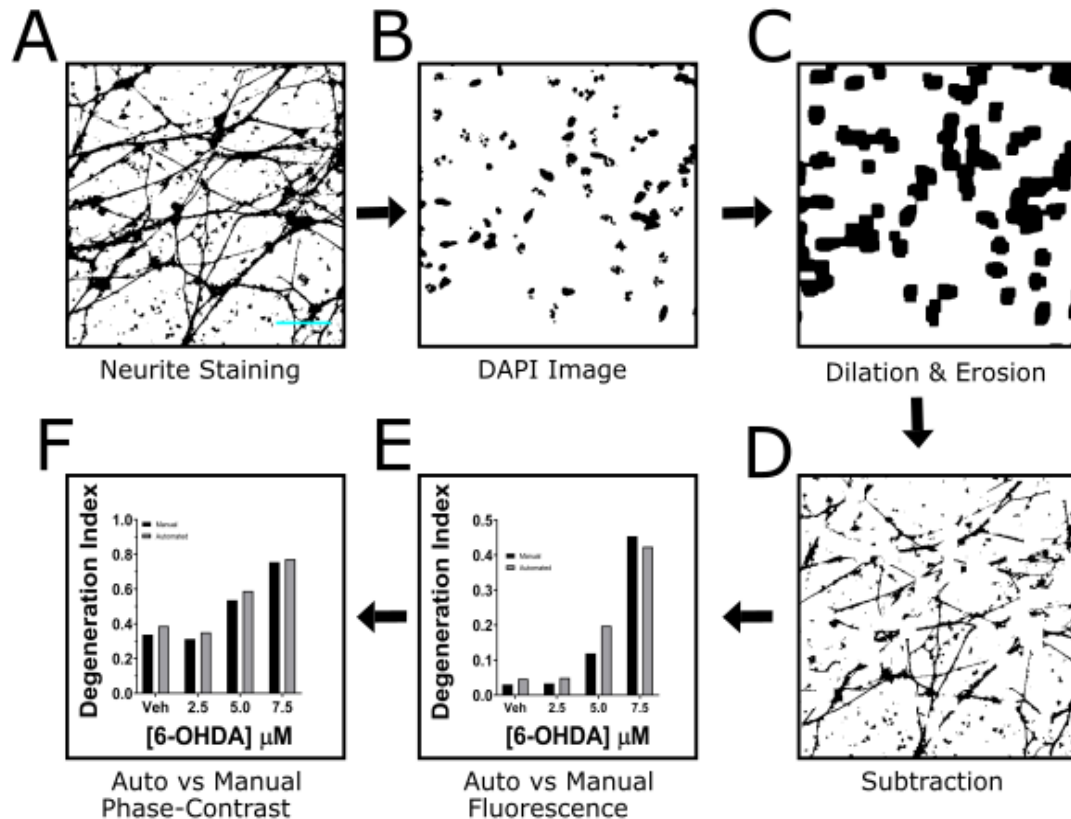 A
B
C
Neurite Staining
DAPI Image
Dilation & Erosion
F
E
D
Degeneration Index
1.0
0.8
0.6
0.4
0.2
0.0
Manual
Automated
Veh 2.5 5.0 7.5
[6-OHDA] μM
Degeneration Index
0.5
0.4
0.3
0.2
0.1
0.0
Manual
Automated
Veh 2.5 5.0 7.5
[6-OHDA] μM
Auto vs Manual
Phase-Contrast
Auto vs Manual
Fluorescence
Subtraction